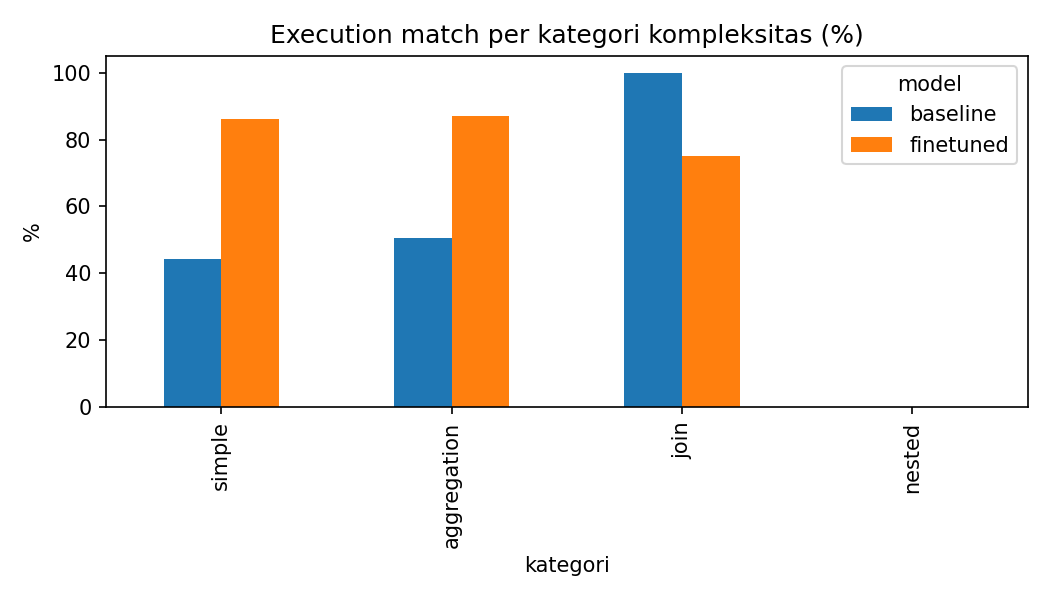 Execution match per kategori kompleksitas (%)
model
baseline
finetuned
%
100
80
60
40
20
0
simple
aggregation
join
nested
kategori